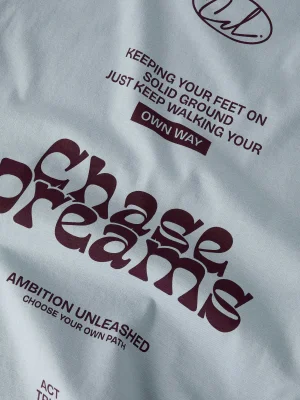 KEEPING YOUR FEET ON
SOLID GROUND
JUST KEEP WALKING YOUR
OWN WAY
Chase
Dreams
AMBITION UNLEASHED
CHOOSE YOUR OWN PATH
ACT